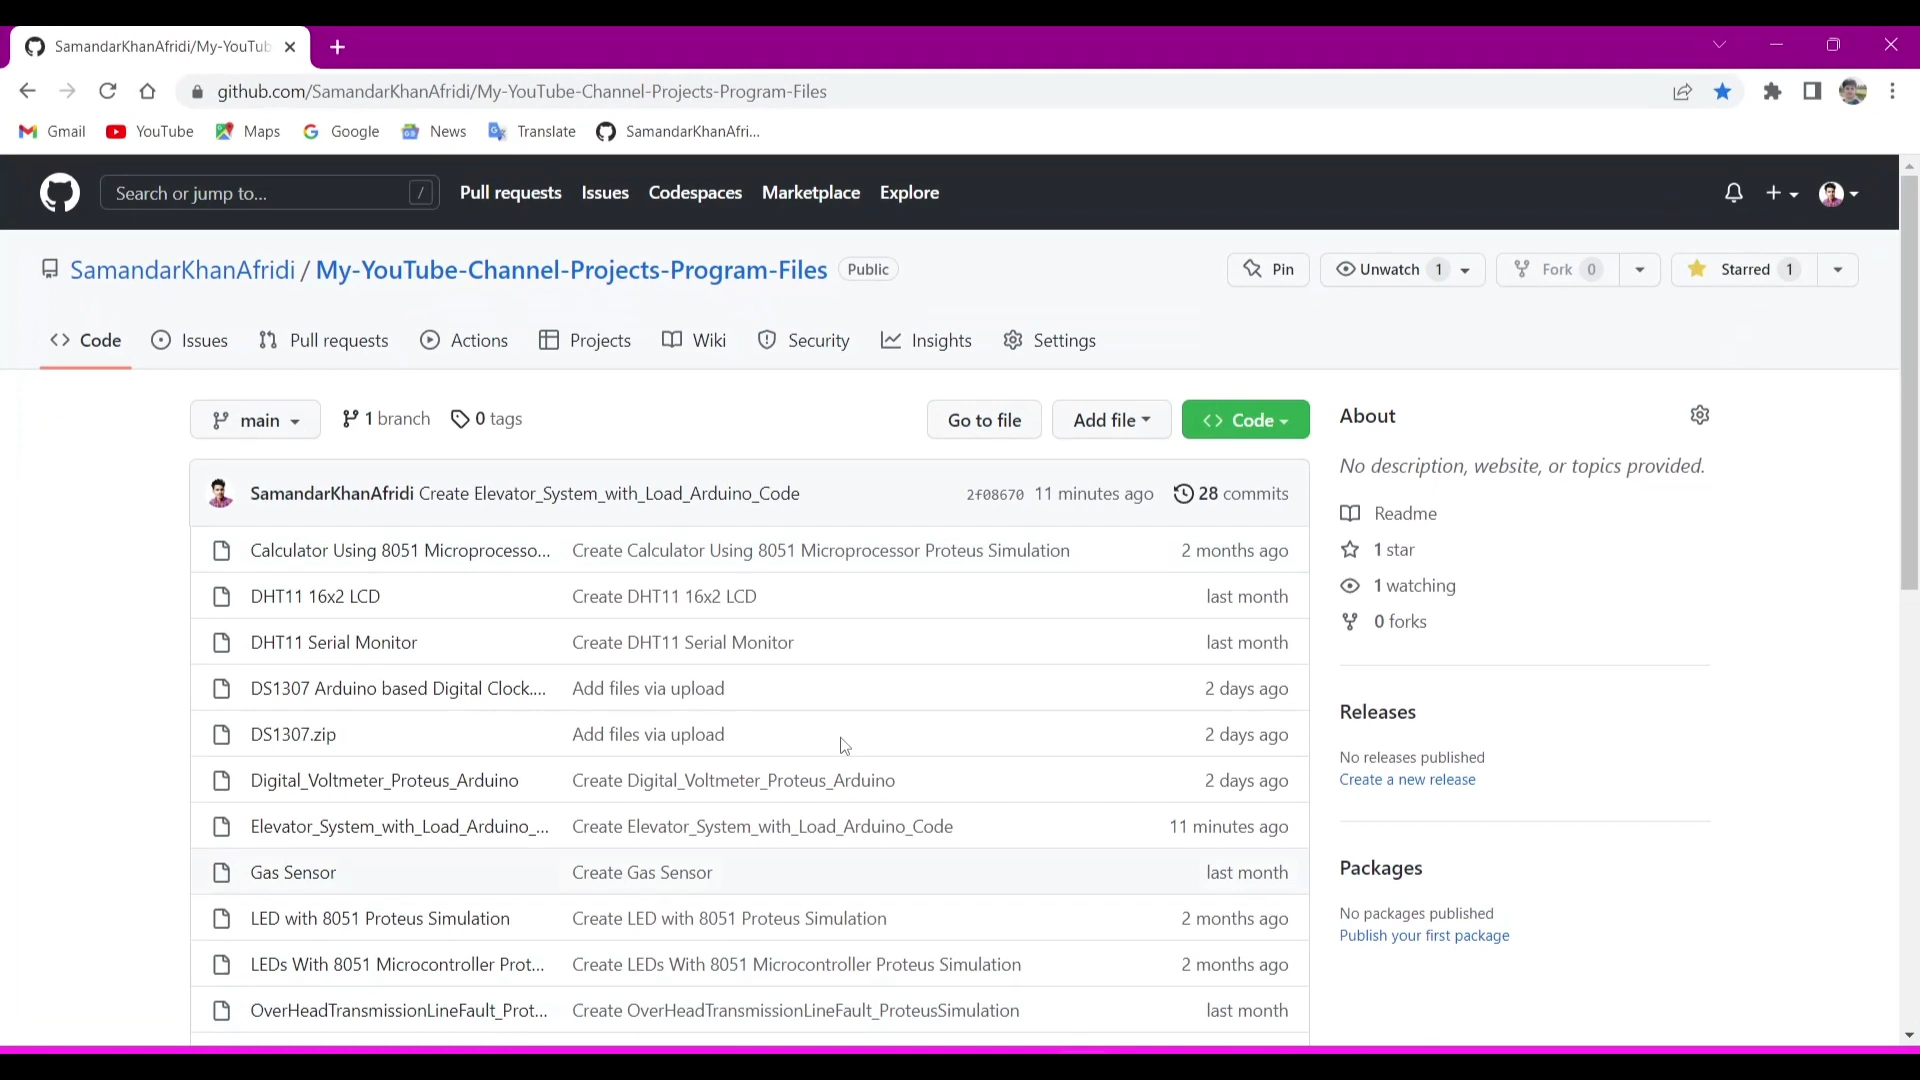 SamandarKhanAfridi/My-YouTub
github.com/SamandarKhanAfridi/My-YouTube-Channel-Projects-Program-Files
Gmail YouTube Maps Google News Translate SamandarKhanAfri...
Search or jump to... / Pull requests Issues Codespaces Marketplace Explore
SamandarKhanAfridi / My-YouTube-Channel-Projects-Program-Files Public Pin Unwatch 1 Fork 0 Starred 1
Code Issues Pull requests Actions Projects Wiki Security Insights Settings
main 1 branch 0 tags Go to file Add file Code
SamandarKhanAfridi Create Elevator_System_with_Load_Arduino_Code 2f08670 11 minutes ago 28 commits
Calculator Using 8051 Microprocesso... Create Calculator Using 8051 Microprocessor Proteus Simulation 2 months ago
DHT11 16x2 LCD Create DHT11 16x2 LCD last month
DHT11 Serial Monitor Create DHT11 Serial Monitor last month
DS1307 Arduino based Digital Clock.... Add files via upload 2 days ago
DS1307.zip Add files via upload 2 days ago
Digital_Voltmeter_Proteus_Arduino Create Digital_Voltmeter_Proteus_Arduino 2 days ago
Elevator_System_with_Load_Arduino_... Create Elevator_System_with_Load_Arduino_Code 11 minutes ago
Gas Sensor Create Gas Sensor last month
LED with 8051 Proteus Simulation Create LED with 8051 Proteus Simulation 2 months ago
LEDs With 8051 Microcontroller Prot... Create LEDs With 8051 Microcontroller Proteus Simulation 2 months ago
OverHeadTransmissionLineFault_Prot... Create OverHeadTransmissionLineFault_ProteusSimulation last month
About
No description, website, or topics provided.
Readme
1 star
1 watching
0 forks
Releases
No releases published
Create a new release
Packages
No packages published
Publish your first package